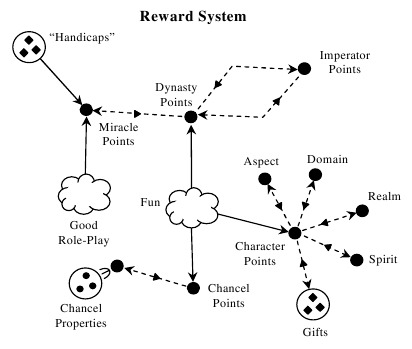 Reward System
“Handicaps”
Imperator
Points
Dynasty
Points
Miracle
Points
Aspect
Domain
Realm
Fun
Good
Role-Play
Character
Points
Spirit
Chancel
Points
Chancel
Properties
Gifts